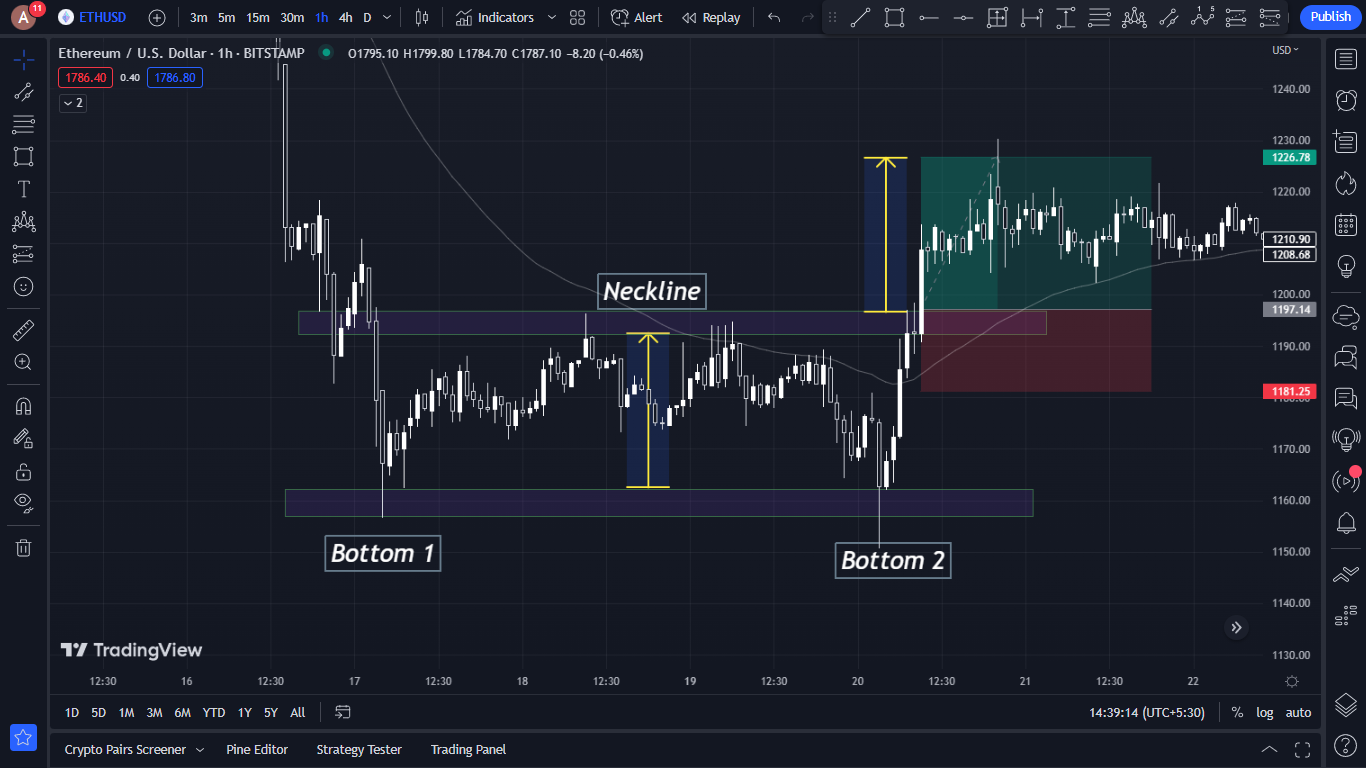 A
11
ETHUSD
3m 5m 15m 30m 1h 4h D
Indicators
Alert
Replay
Publish
Ethereum / U.S. Dollar · 1h · BITSTAMP
O1795.10 H1799.80 L1784.70 C1787.10 −8.20 (−0.46%)
USD
1786.40 0.40 1786.80
2
1240.00
1230.00
1226.78
1220.00
1210.90
1208.68
1200.00
1197.14
1190.00
1181.25
1180.00
1170.00
1160.00
1150.00
1140.00
1130.00
Neckline
Bottom 1
Bottom 2
TradingView
12:30 16 12:30 17 12:30 18 12:30 19 12:30 20 12:30 21 12:30 22
1D 5D 1M 3M 6M YTD 1Y 5Y All
14:39:14 (UTC+5:30) % log auto
Crypto Pairs Screener Pine Editor Strategy Tester Trading Panel